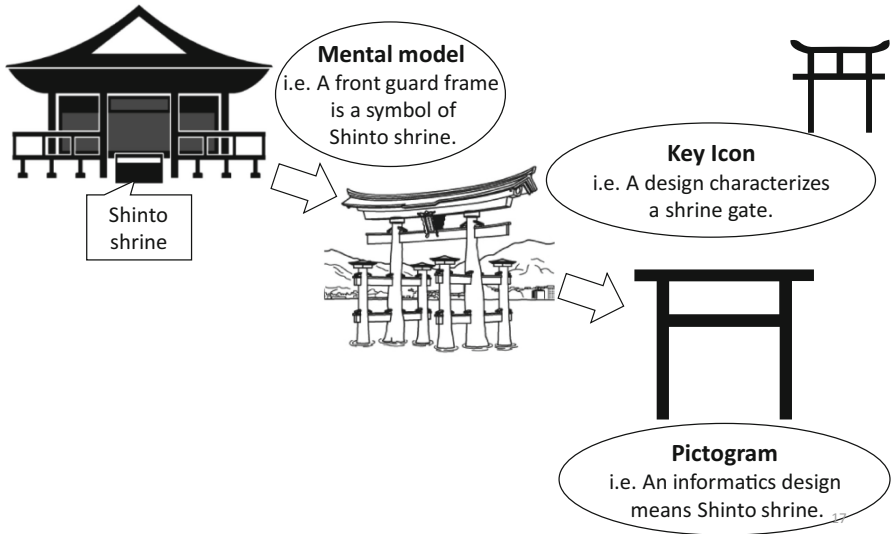 Mental model
i.e. A front guard frame
is a symbol of
Shinto shrine.
Shinto
shrine
Key Icon
i.e. A design characterizes
a shrine gate.
Pictogram
i.e. An informatics design
means Shinto shrine.
17